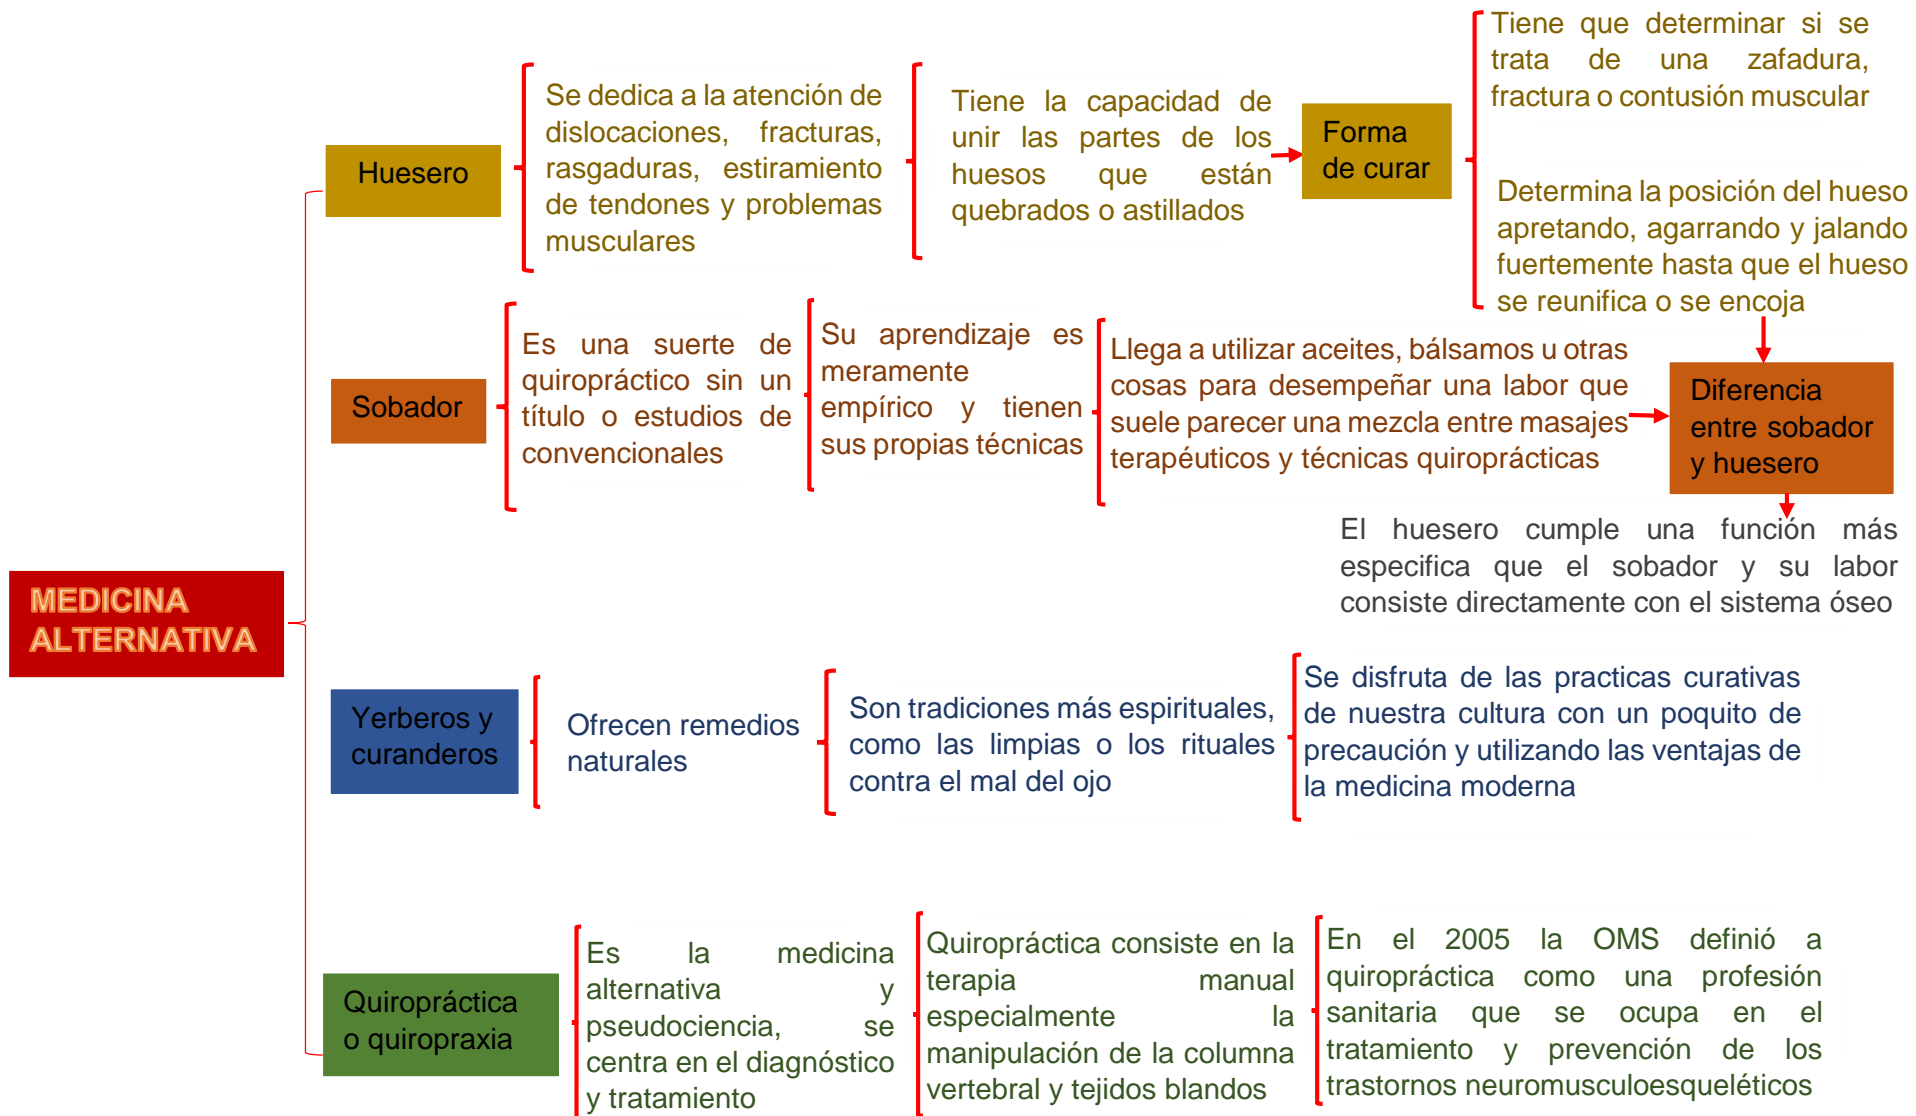 MEDICINA
ALTERNATIVA
Huesero
Se dedica a la atención de
dislocaciones, fracturas,
rasgaduras, estiramiento
de tendones y problemas
musculares
Tiene la capacidad de
unir las partes de los
huesos que están
quebrados o astillados
Forma
de curar
Tiene que determinar si se
trata de una zafadura,
fractura o contusión muscular
Determina la posición del hueso
apretando, agarrando y jalando
fuertemente hasta que el hueso
se reunifica o se encoja
Sobador
Es una suerte de
quiropráctico sin un
título o estudios de
convencionales
Su aprendizaje es
meramente
empírico y tienen
sus propias técnicas
Llega a utilizar aceites, bálsamos u otras
cosas para desempeñar una labor que
suele parecer una mezcla entre masajes
terapéuticos y técnicas quiroprácticas
Diferencia
entre sobador
y huesero
El huesero cumple una función más
especifica que el sobador y su labor
consiste directamente con el sistema óseo
Yerberos y
curanderos
Ofrecen remedios
naturales
Son tradiciones más espirituales,
como las limpias o los rituales
contra el mal del ojo
Se disfruta de las practicas curativas
de nuestra cultura con un poquito de
precaución y utilizando las ventajas de
la medicina moderna
Quiropráctica
o quiropraxia
Es la medicina
alternativa y
pseudociencia, se
centra en el diagnóstico
y tratamiento
Quiropráctica consiste en la
terapia manual
especialmente la
manipulación de la columna
vertebral y tejidos blandos
En el 2005 la OMS definió a
quiropráctica como una profesión
sanitaria que se ocupa en el
tratamiento y prevención de los
trastornos neuromusculoesqueléticos